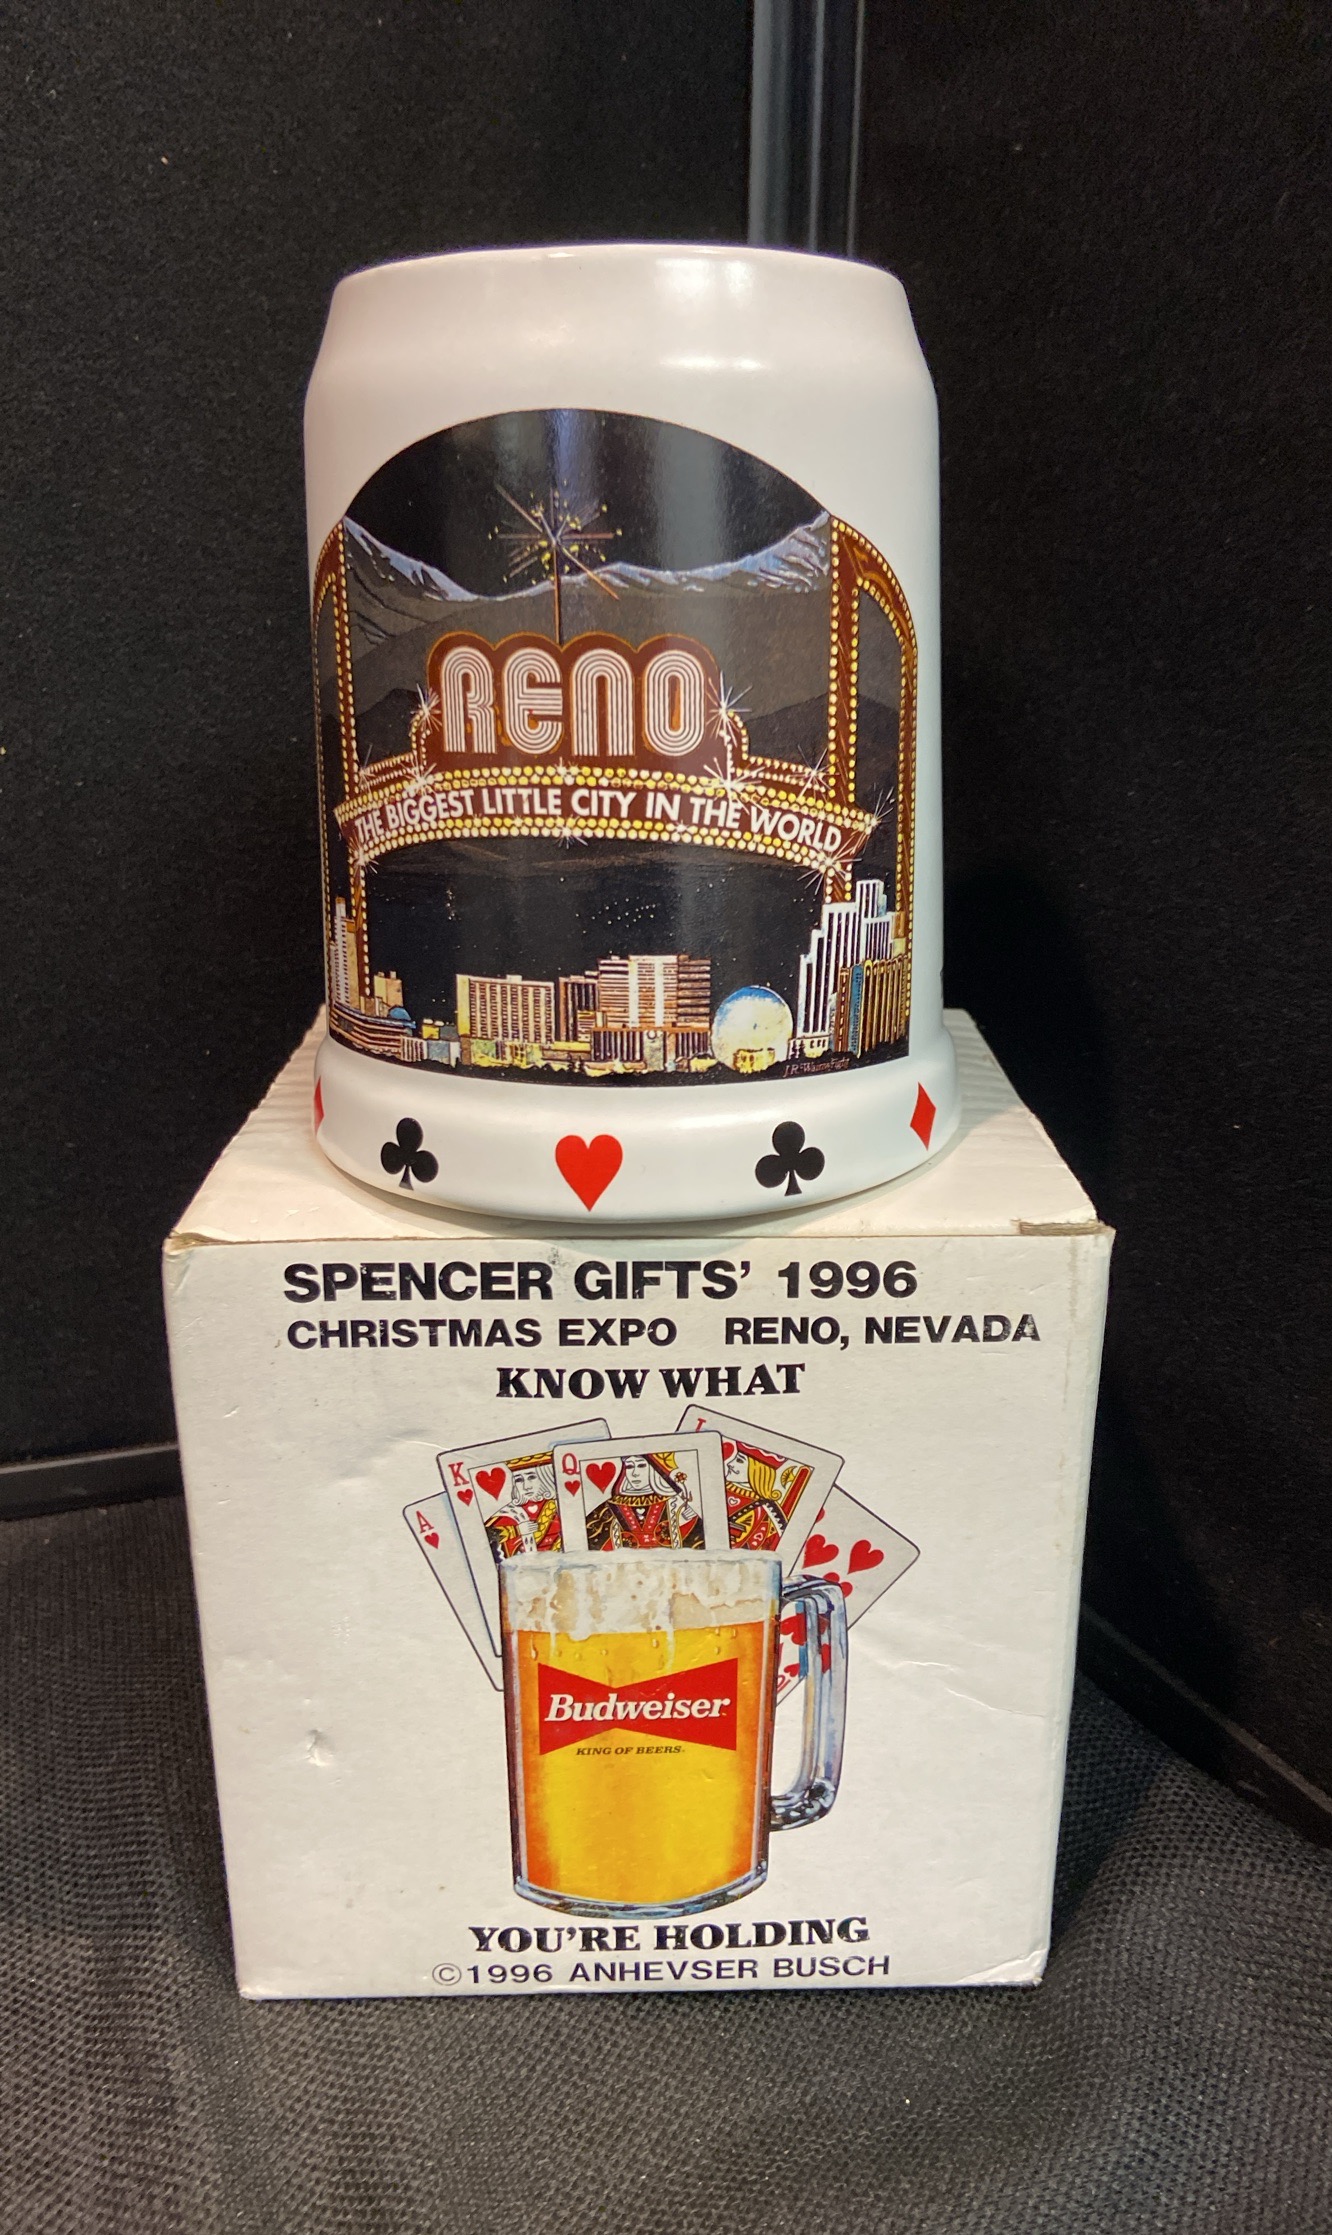 RENO
THE BIGGEST LITTLE CITY IN THE WORLD
SPENCER GIFTS' 1996
CHRISTMAS EXPO RENO, NEVADA
KNOW WHAT
A
K
Q
J
Budweiser
KING OF BEERS
YOU'RE HOLDING
©1996 ANHEVSER BUSCH